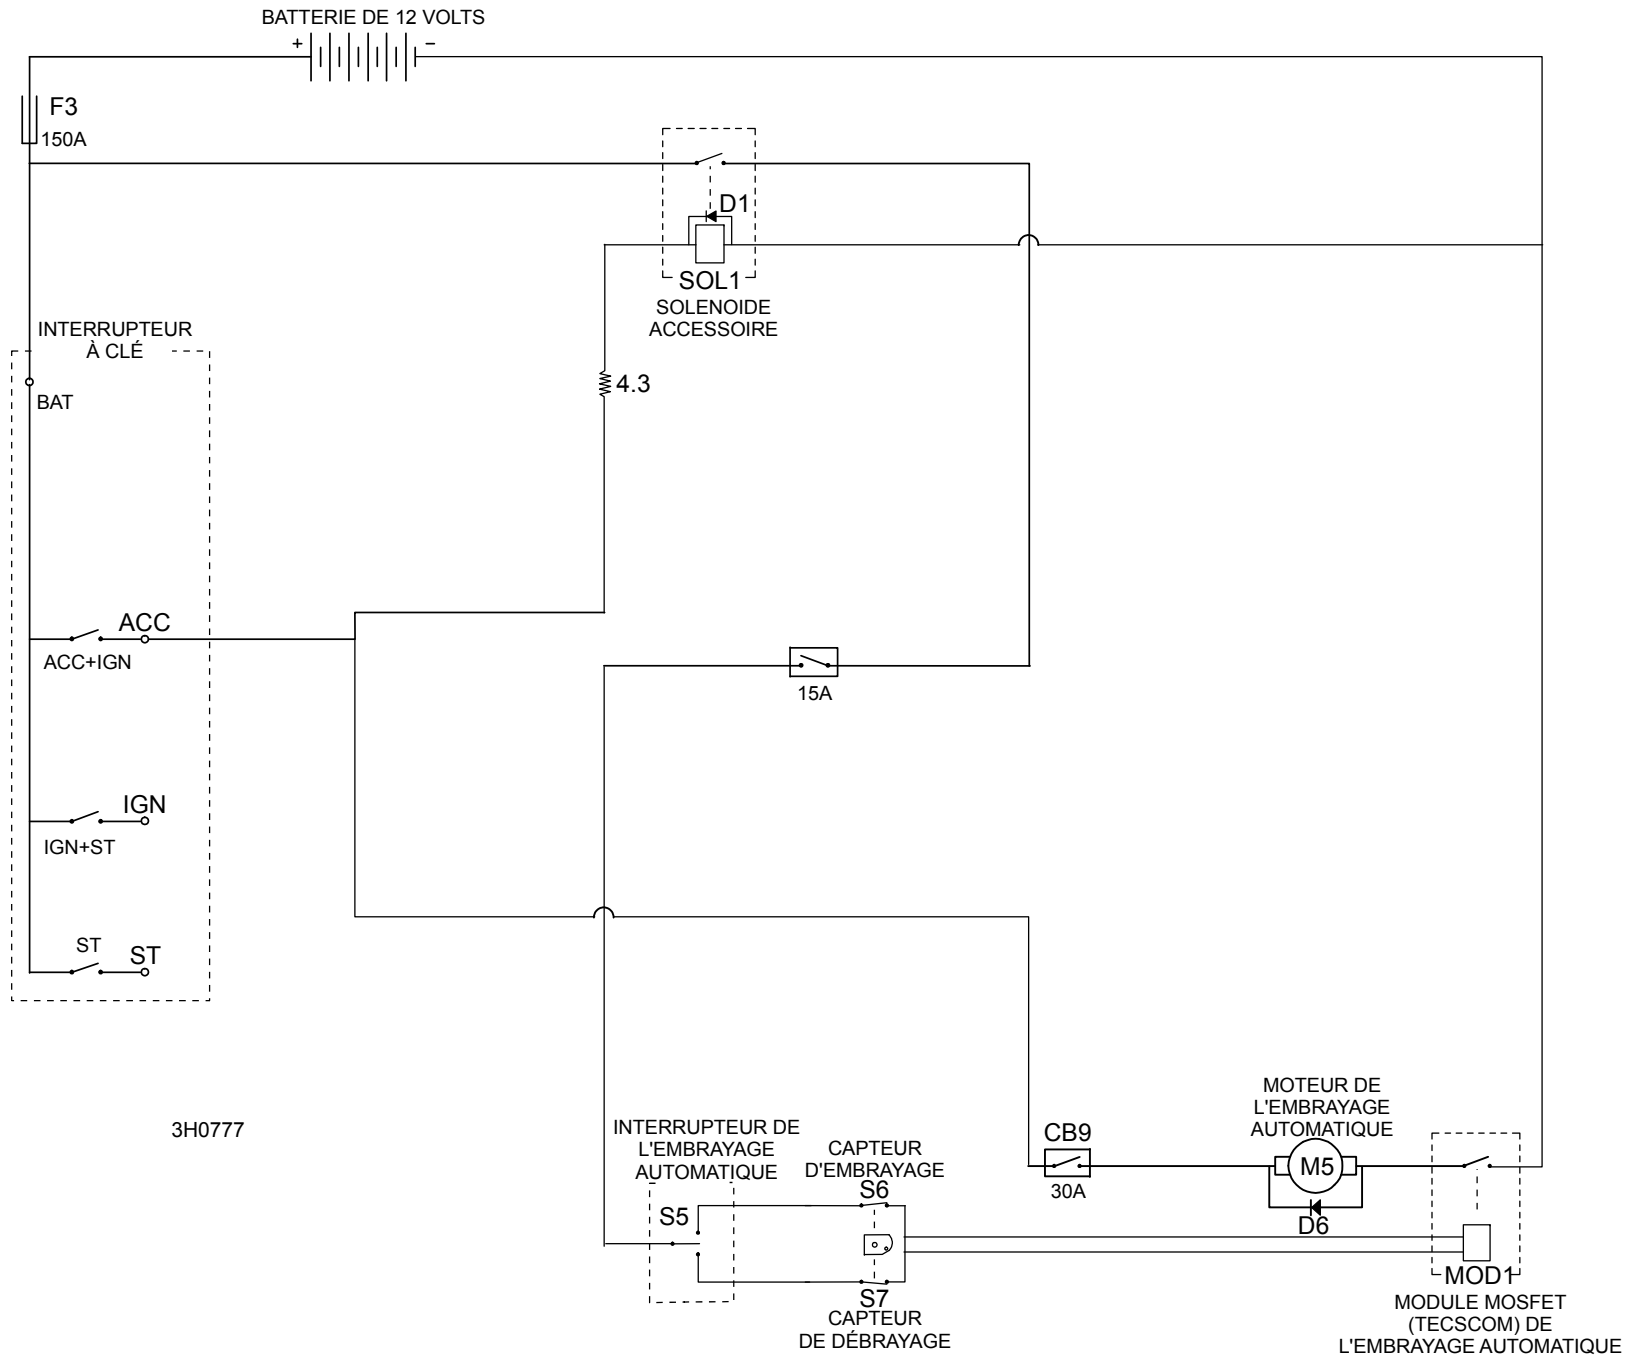 BATTERIE DE 12 VOLTS
+ −
F3
150A
D1
SOL1
SOLENOIDE
ACCESSOIRE
INTERRUPTEUR
À CLÉ
BAT
4.3
ACC
ACC+IGN
15A
IGN
IGN+ST
ST
ST
3H0777
INTERRUPTEUR DE
L'EMBRAYAGE
AUTOMATIQUE
S5
CAPTEUR
D'EMBRAYAGE
S6
S7
CAPTEUR
DE DÉBRAYAGE
CB9
30A
MOTEUR DE
L'EMBRAYAGE
AUTOMATIQUE
M5
D6
MOD1
MODULE MOSFET
(TECSCOM) DE
L'EMBRAYAGE AUTOMATIQUE